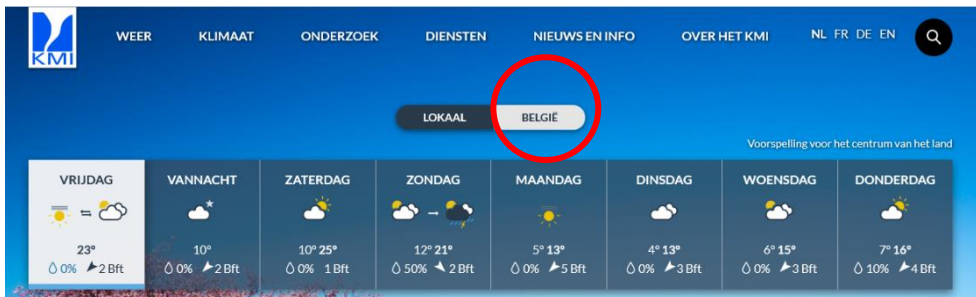 WEER KLIMAAT ONDERZOEK DIENSTEN NIEUWS EN INFO OVER HET KMI NL FR DE EN
KMI
LOKAAL BELGIË
Voorspelling voor het centrum van het land
VRIJDAG VANNACHT ZATERDAG ZONDAG MAANDAG DINSDAG WOENSDAG DONDERDAG
23° 10° 10° 25° 12° 21° 5° 13° 4° 13° 6° 15° 7° 16°
0% 2 Bft 0% 2 Bft 0% 1 Bft 50% 2 Bft 0% 5 Bft 0% 3 Bft 0% 3 Bft 10% 4 Bft